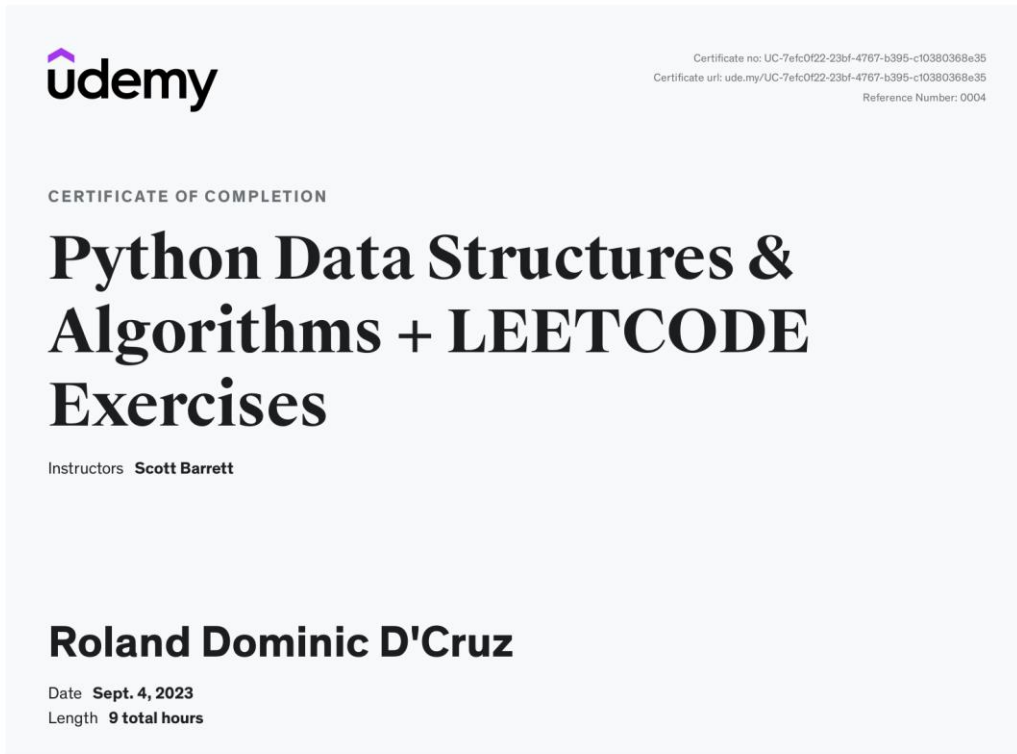 udemy
Certificate no: UC-7efc0f22-23bf-4767-b395-c10380368e35
Certificate url: ude.my/UC-7efc0f22-23bf-4767-b395-c10380368e35
Reference Number: 0004
CERTIFICATE OF COMPLETION
Python Data Structures &
Algorithms + LEETCODE
Exercises
Instructors Scott Barrett
Roland Dominic D'Cruz
Date Sept. 4, 2023
Length 9 total hours